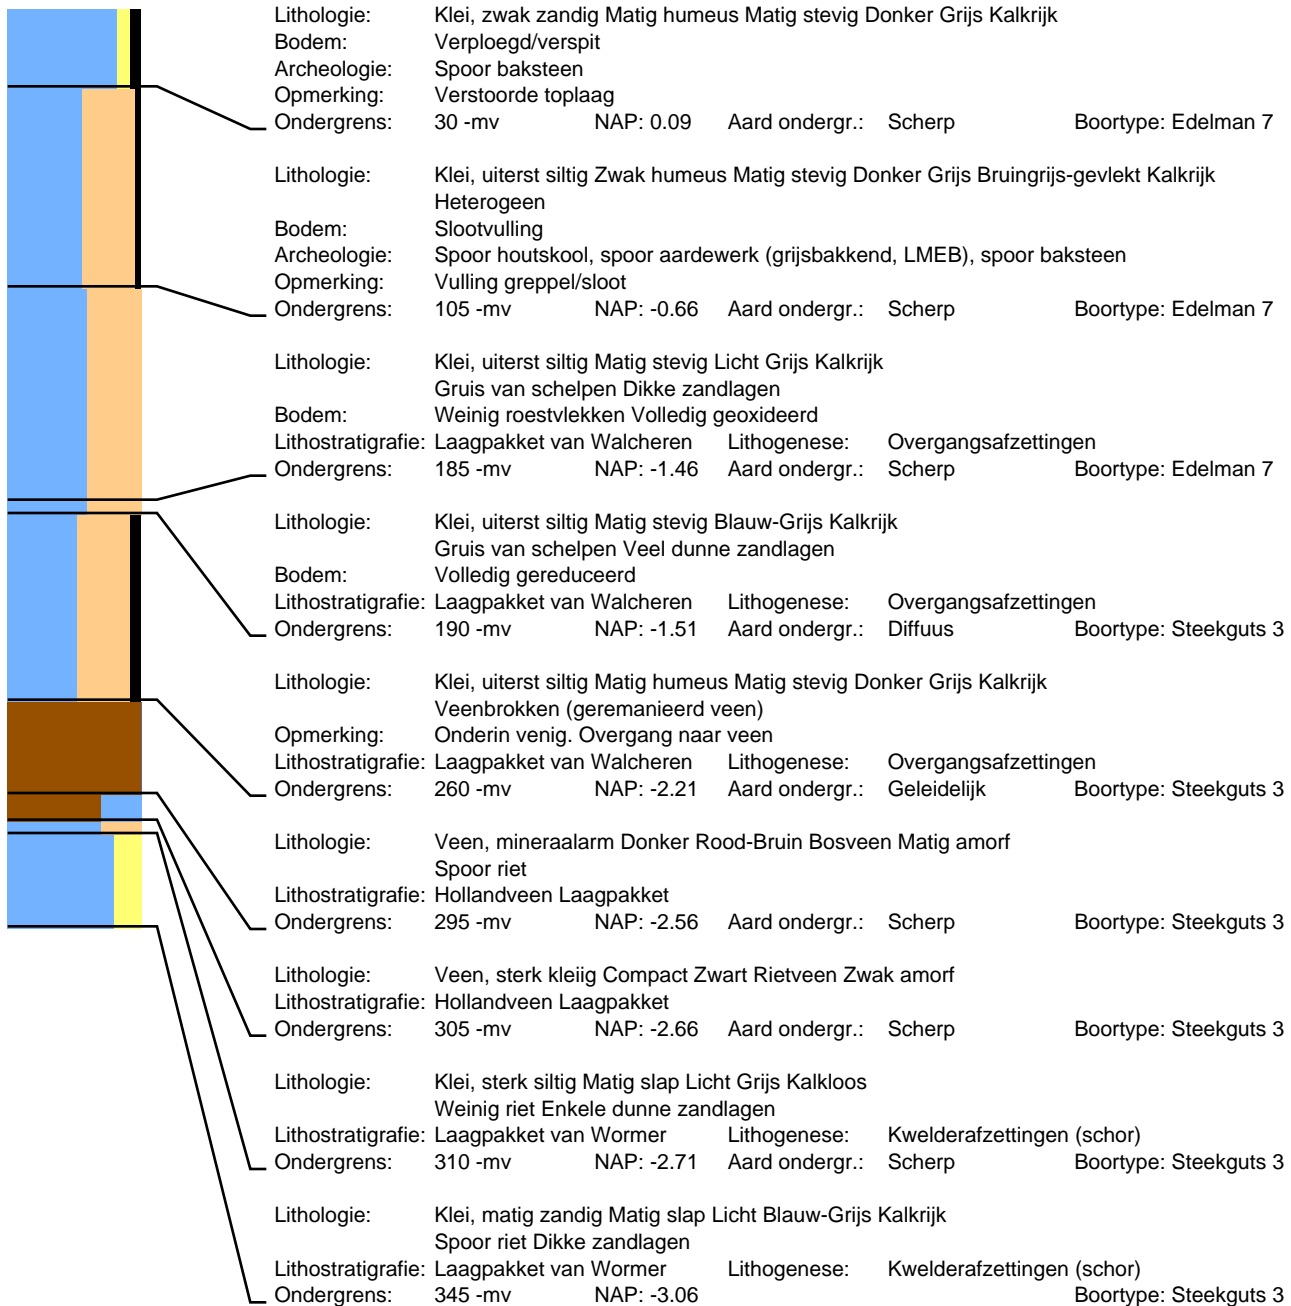 Lithologie: Klei, zwak zandig Matig humeus Matig stevig Donker Grijs Kalkrijk
Bodem: Verploegd/verspit
Archeologie: Spoor baksteen
Opmerking: Verstoorde toplaag
Ondergrens: 30 -mv NAP: 0.09 Aard ondergr.: Scherp Boortype: Edelman 7
Lithologie: Klei, uiterst siltig Zwak humeus Matig stevig Donker Grijs Bruingrijs-gevlekt Kalkrijk
Heterogeen
Bodem: Slootvulling
Archeologie: Spoor houtskool, spoor aardewerk (grijsbakkend, LMEB), spoor baksteen
Opmerking: Vulling greppel/sloot
Ondergrens: 105 -mv NAP: -0.66 Aard ondergr.: Scherp Boortype: Edelman 7
Lithologie: Klei, uiterst siltig Matig stevig Licht Grijs Kalkrijk
Gruis van schelpen Dikke zandlagen
Bodem: Weinig roestvlekken Volledig geoxideerd
Lithostratigrafie: Laagpakket van Walcheren Lithogenese: Overgangsafzettingen
Ondergrens: 185 -mv NAP: -1.46 Aard ondergr.: Scherp Boortype: Edelman 7
Lithologie: Klei, uiterst siltig Matig stevig Blauw-Grijs Kalkrijk
Gruis van schelpen Veel dunne zandlagen
Bodem: Volledig gereduceerd
Lithostratigrafie: Laagpakket van Walcheren Lithogenese: Overgangsafzettingen
Ondergrens: 190 -mv NAP: -1.51 Aard ondergr.: Diffuus Boortype: Steekguts 3
Lithologie: Klei, uiterst siltig Matig humeus Matig stevig Donker Grijs Kalkrijk
Veenbrokken (geremanieerd veen)
Opmerking: Onderin venig. Overgang naar veen
Lithostratigrafie: Laagpakket van Walcheren Lithogenese: Overgangsafzettingen
Ondergrens: 260 -mv NAP: -2.21 Aard ondergr.: Geleidelijk Boortype: Steekguts 3
Lithologie: Veen, mineraalarm Donker Rood-Bruin Bosveen Matig amorf
Spoor riet
Lithostratigrafie: Hollandveen Laagpakket
Ondergrens: 295 -mv NAP: -2.56 Aard ondergr.: Scherp Boortype: Steekguts 3
Lithologie: Veen, sterk kleiig Compact Zwart Rietveen Zwak amorf
Lithostratigrafie: Hollandveen Laagpakket
Ondergrens: 305 -mv NAP: -2.66 Aard ondergr.: Scherp Boortype: Steekguts 3
Lithologie: Klei, sterk siltig Matig slap Licht Grijs Kalkloos
Weinig riet Enkele dunne zandlagen
Lithostratigrafie: Laagpakket van Wormer Lithogenese: Kwelderafzettingen (schor)
Ondergrens: 310 -mv NAP: -2.71 Aard ondergr.: Scherp Boortype: Steekguts 3
Lithologie: Klei, matig zandig Matig slap Licht Blauw-Grijs Kalkrijk
Spoor riet Dikke zandlagen
Lithostratigrafie: Laagpakket van Wormer Lithogenese: Kwelderafzettingen (schor)
Ondergrens: 345 -mv NAP: -3.06 Boortype: Steekguts 3